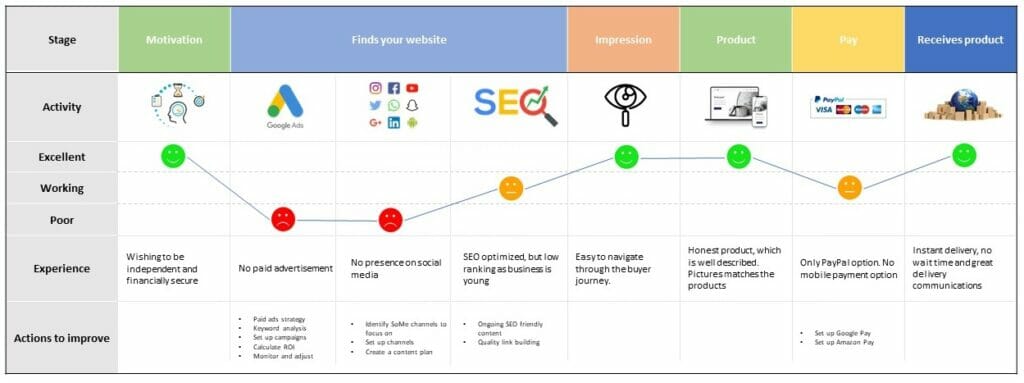 Stage
Motivation
Finds your website
Impression
Product
Pay
Receives product
Activity
Google Ads
SEO
PayPal
VISA
Excellent
Working
Poor
Experience
Wishing to be
independent and
financially secure
No paid advertisement
No presence on social
media
SEO optimized, but low
ranking as business is
young
Easy to navigate
through the buyer
journey.
Honest product, which
is well described.
Pictures matches the
products
Only PayPal option. No
mobile payment option
Instant delivery, no
wait time and great
delivery
communications
Actions to improve
• Paid ads strategy
• Keyword analysis
• Set up campaigns
• Calculate ROI
• Monitor and adjust
• Identify SoMe channels to
focus on
• Set up channels
• Create a content plan
• Ongoing SEO friendly
content
• Quality link building
• Set up Google Pay
• Set up Amazon Pay